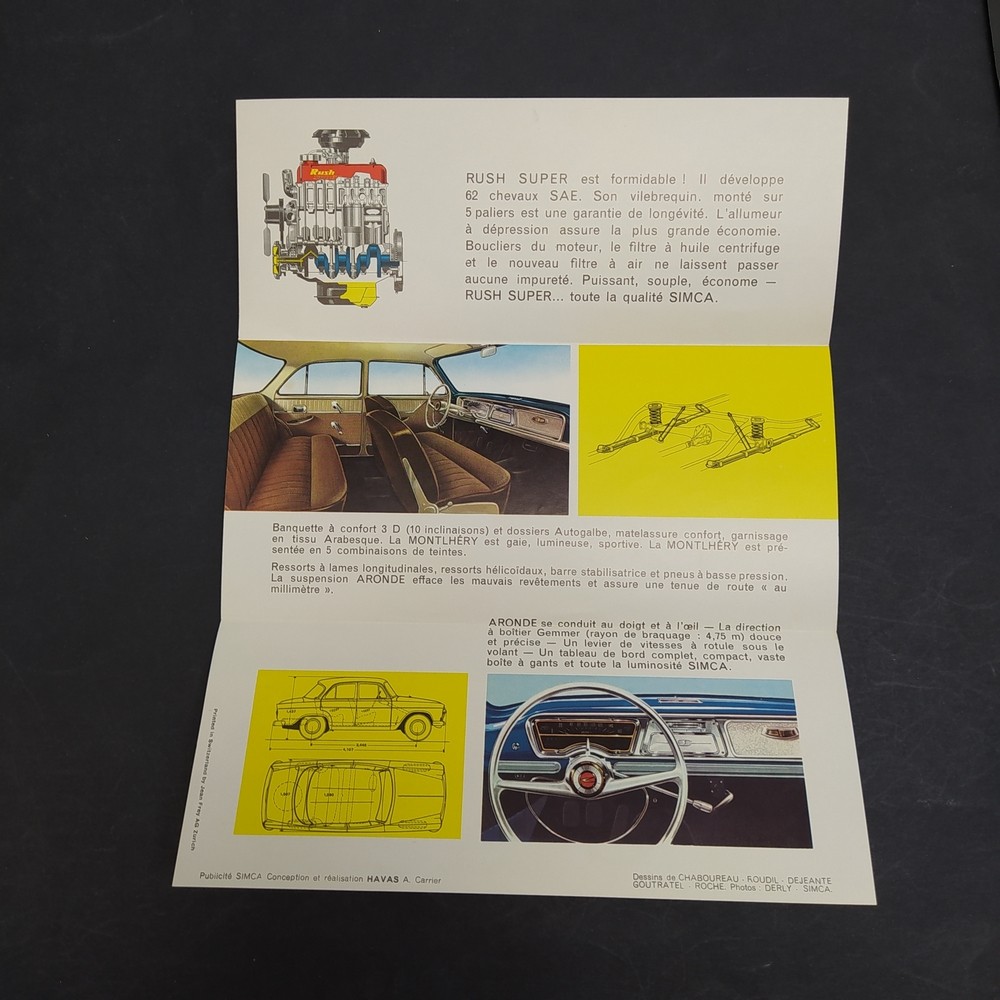 Rush
RUSH SUPER est formidable ! Il développe
62 chevaux SAE. Son vilebrequin. monté sur
5 paliers est une garantie de longévité. L'allumeur
à dépression assure la plus grande économie.
Boucliers du moteur, le filtre à huile centrifuge
et le nouveau filtre à air ne laissent passer
aucune impureté. Puissant, souple, économe —
RUSH SUPER... toute la qualité SIMCA.
Banquette à confort 3 D (10 inclinaisons) et dossiers Autogalbe, matelassure confort, garnissage
en tissu Arabesque. La MONTLHÉRY est gaie, lumineuse, sportive. La MONTLHÉRY est pré-
sentée en 5 combinaisons de teintes.
Ressorts à lames longitudinales, ressorts hélicoïdaux, barre stabilisatrice et pneus à basse pression.
La suspension ARONDE efface les mauvais revêtements et assure une tenue de route « au
millimètre ».
ARONDE se conduit au doigt et à l'œil — La direction
à boîtier Gemmer (rayon de braquage : 4,75 m) douce
et précise — Un levier de vitesses à rotule sous le
volant — Un tableau de bord complet, compact, vaste
boîte à gants et toute la luminosité SIMCA.
Printed in Switzerland by Jean Frey AG Zürich
Publicité SIMCA Conception et réalisation HAVAS A. Carrier
Dessins de CHABOUREAU - ROUDIL - DEJEANTE
GOUTRATEL - ROCHE. Photos : DERLY - SIMCA.